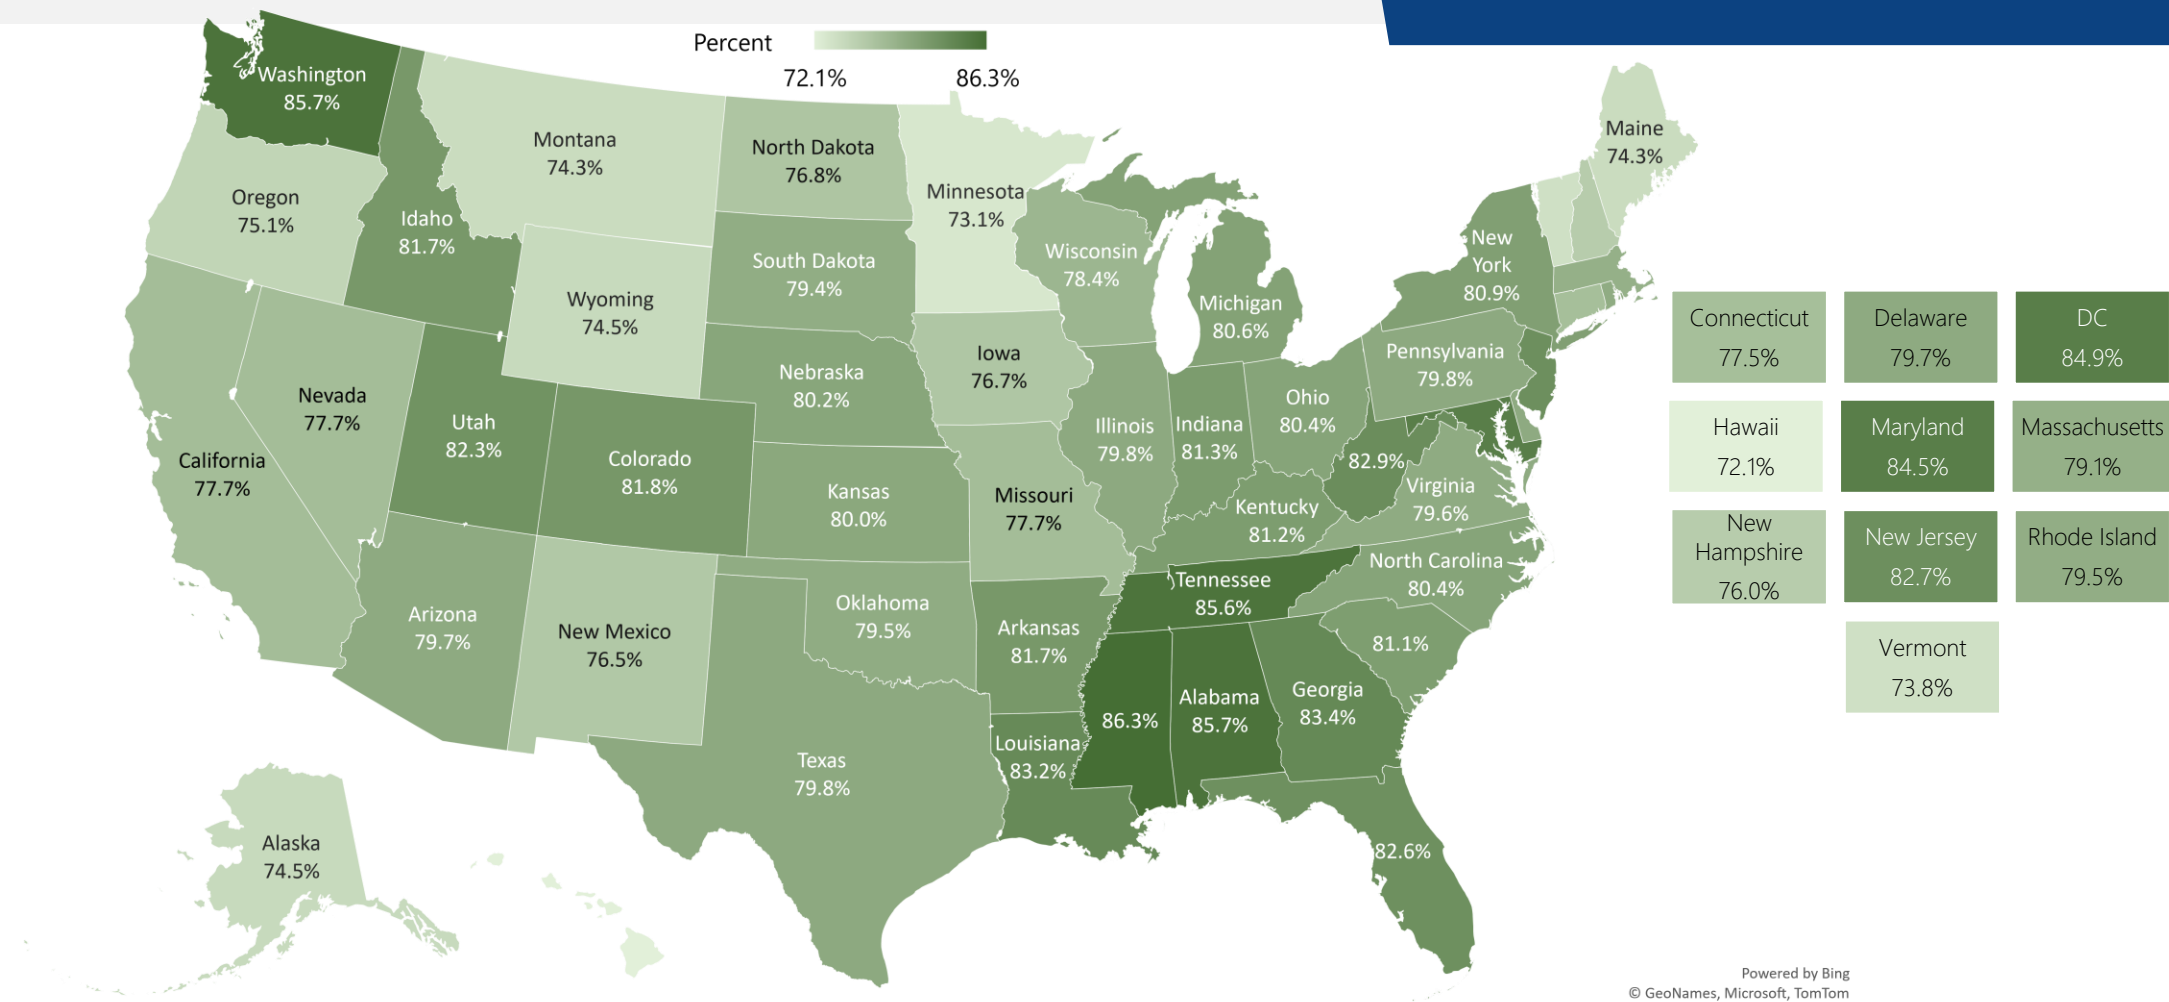 Percent
72.1%
86.3%
Washington
85.7%
Montana
74.3%
North Dakota
76.8%
Minnesota
73.1%
Maine
74.3%
Oregon
75.1%
Idaho
81.7%
Wyoming
74.5%
South Dakota
79.4%
Wisconsin
78.4%
Michigan
80.6%
New
York
80.9%
Nevada
77.7%
Utah
82.3%
Colorado
81.8%
Nebraska
80.2%
Iowa
76.7%
Illinois
79.8%
Indiana
81.3%
Ohio
80.4%
Pennsylvania
79.8%
California
77.7%
Kansas
80.0%
Missouri
77.7%
Kentucky
81.2%
82.9%
Virginia
79.6%
Arizona
79.7%
New Mexico
76.5%
Oklahoma
79.5%
Arkansas
81.7%
Tennessee
85.6%
North Carolina
80.4%
81.1%
Texas
79.8%
Louisiana
83.2%
86.3%
Alabama
85.7%
Georgia
83.4%
82.6%
Alaska
74.5%
Connecticut
77.5%
Delaware
79.7%
DC
84.9%
Hawaii
72.1%
Maryland
84.5%
Massachusetts
79.1%
New
Hampshire
76.0%
New Jersey
82.7%
Rhode Island
79.5%
Vermont
73.8%
Powered by Bing
© GeoNames, Microsoft, TomTom